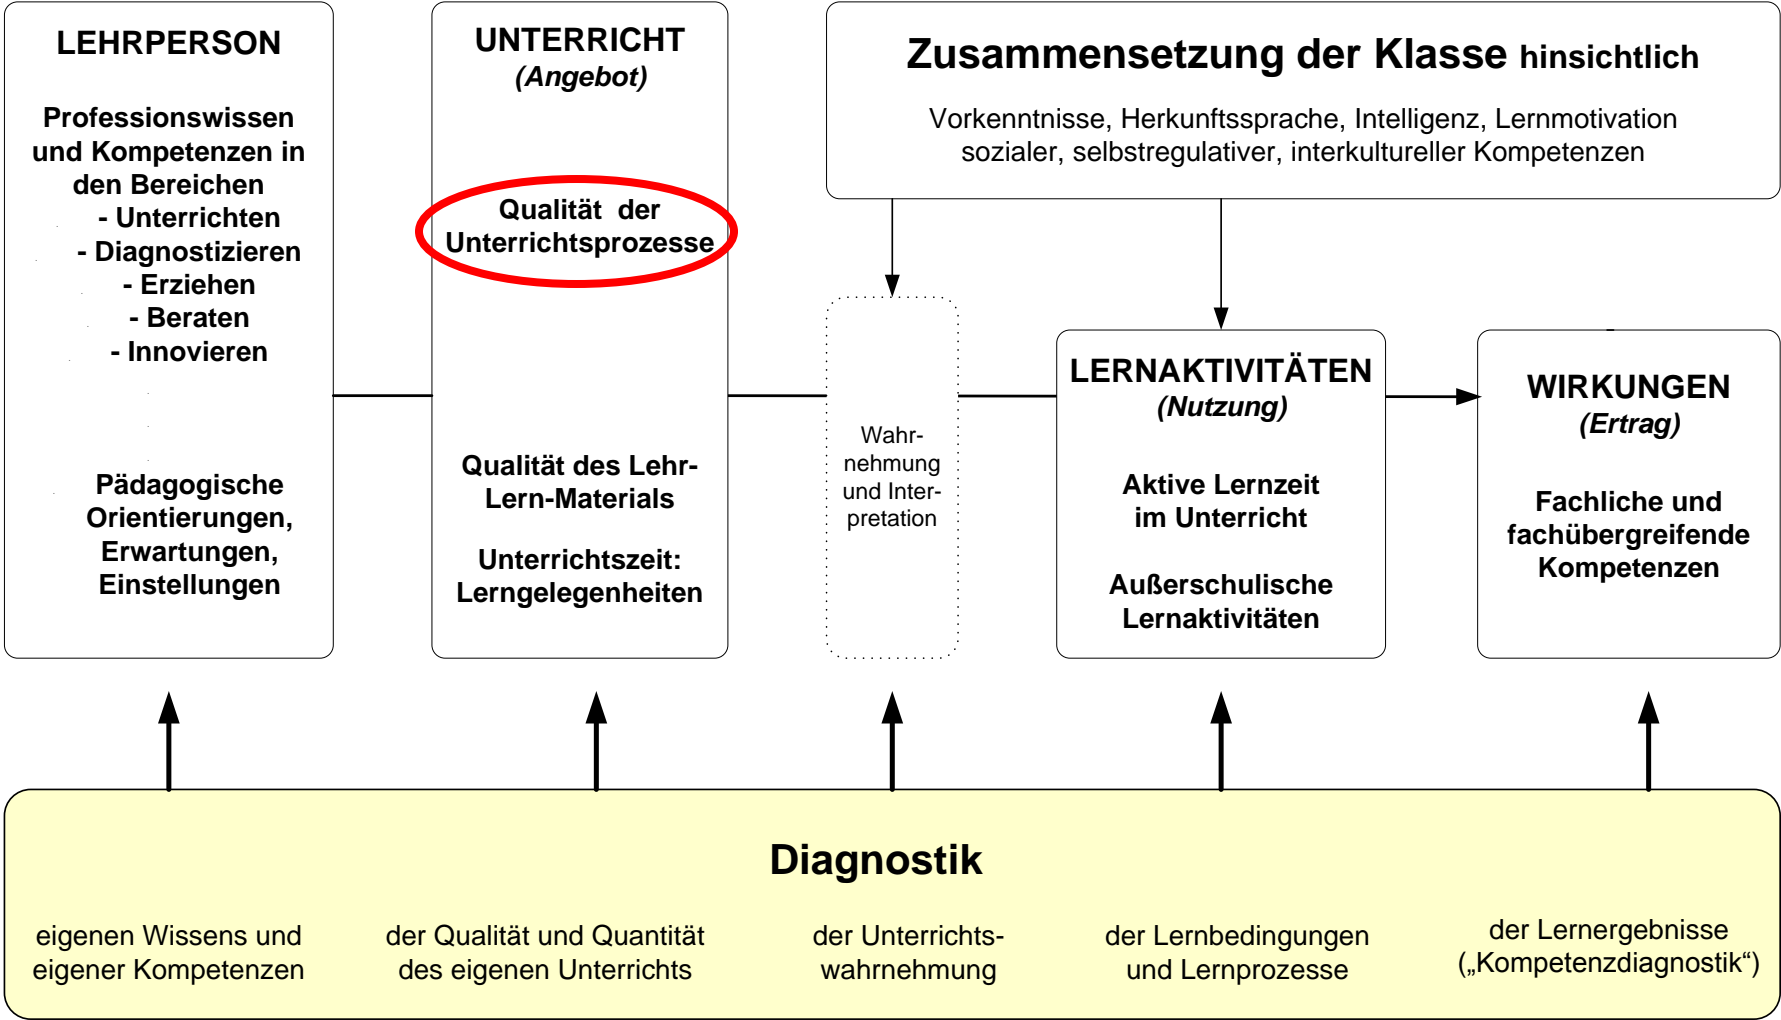 LEHRPERSON
Professionswissen
und Kompetenzen in
den Bereichen
- Unterrichten
- Diagnostizieren
- Erziehen
- Beraten
- Innovieren
Pädagogische
Orientierungen,
Erwartungen,
Einstellungen
UNTERRICHT
(Angebot)
Qualität der
Unterrichtsprozesse
Qualität des Lehr-
Lern-Materials
Unterrichtszeit:
Lerngelegenheiten
Zusammensetzung der Klasse hinsichtlich
Vorkenntnisse, Herkunftssprache, Intelligenz, Lernmotivation
sozialer, selbstregulativer, interkultureller Kompetenzen
Wahr-
nehmung
und Inter-
pretation
LERNAKTIVITÄTEN
(Nutzung)
Aktive Lernzeit
im Unterricht
Außerschulische
Lernaktivitäten
WIRKUNGEN
(Ertrag)
Fachliche und
fachübergreifende
Kompetenzen
Diagnostik
eigenen Wissens und
eigener Kompetenzen
der Qualität und Quantität
des eigenen Unterrichts
der Unterrichts-
wahrnehmung
der Lernbedingungen
und Lernprozesse
der Lernergebnisse
(„Kompetenzdiagnostik“)